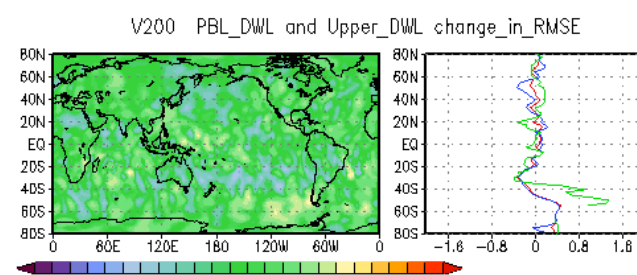 V200 PBL_DWL and Upper_DWL change_in_RMSE
80N 80N
60N 60N
40N 40N
20N 20N
EQ EQ
20S 20S
40S 40S
60S 60S
80S 80S
0 60E 120E 180 120W 60W 0 -1.6 -0.8 0 0.8 1.6